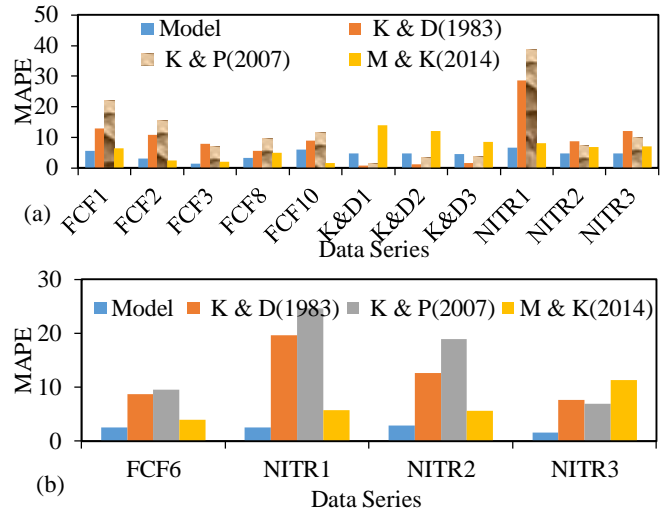 50
40
30
20
10
0
MAPE
Model
K & D(1983)
K & P(2007)
M & K(2014)
FCF1
FCF2
FCF3
FCF8
FCF10
K&D1
K&D2
K&D3
NITR1
NITR2
NITR3
(a)
Data Series
30
20
10
0
MAPE
Model
K & D(1983)
K & P(2007)
M & K(2014)
FCF6
NITR1
NITR2
NITR3
(b)
Data Series